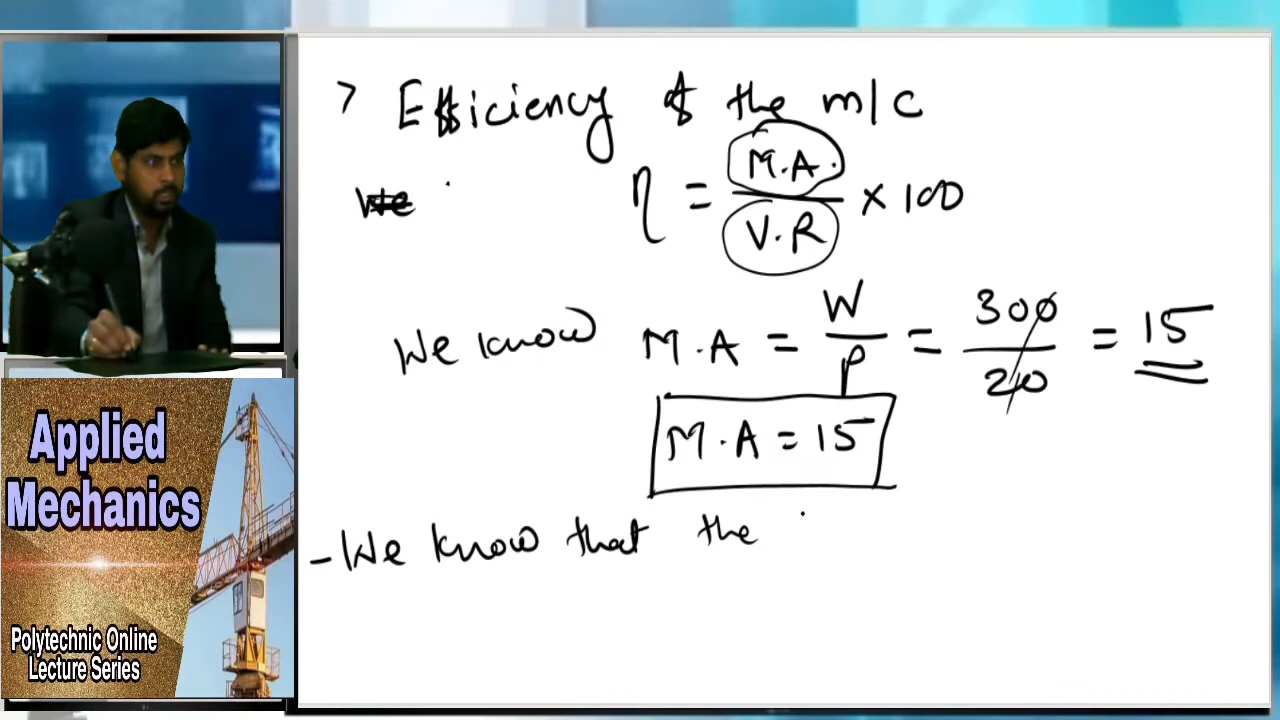 > Efficiency of the m/c
We
η = M.A. / V.R × 100
We know M.A = W / P = 300 / 20 = 15
M.A = 15
- We know that the
Applied
Mechanics
Polytechnic Online
Lecture Series